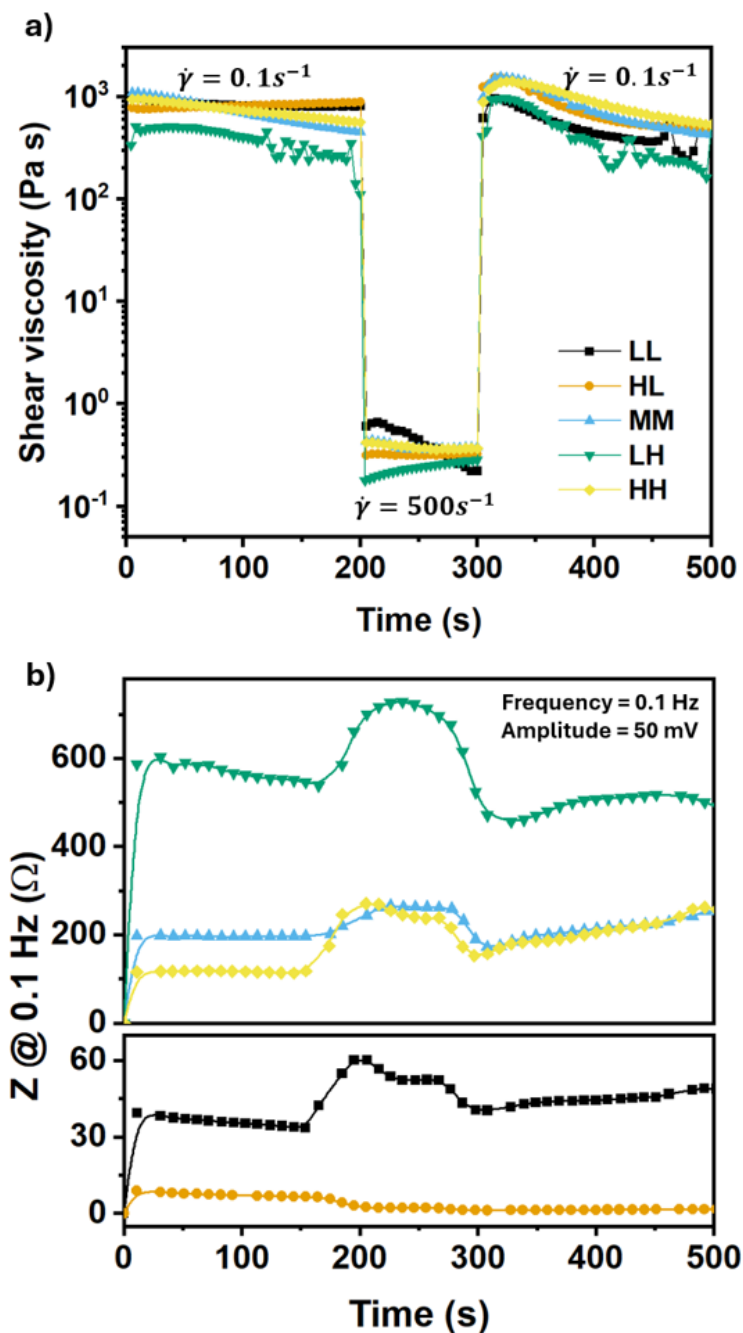 a)
γ̇ = 0.1s⁻¹ γ̇ = 0.1s⁻¹
10³
10²
10¹
10⁰
10⁻¹
Shear viscosity (Pa s)
LL
HL
MM
LH
HH
γ̇ = 500s⁻¹
0 100 200 300 400 500
Time (s)
b)
Frequency = 0.1 Hz
Amplitude = 50 mV
600
400
200
0
60
30
0
Z @ 0.1 Hz (Ω)
0 100 200 300 400 500
Time (s)